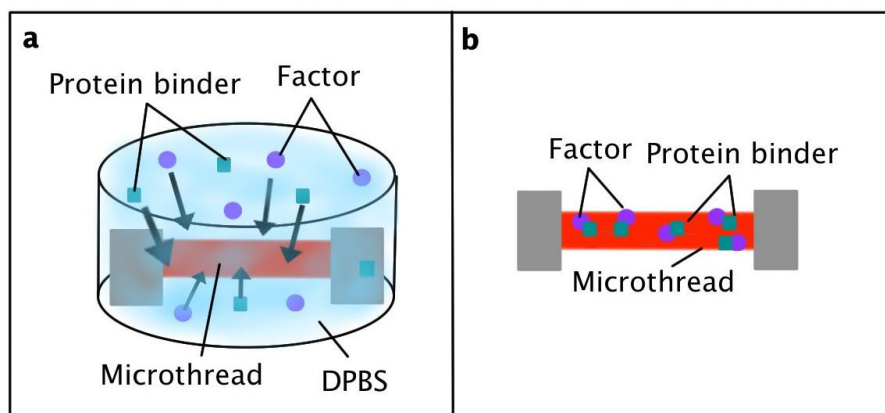 a
Protein binder
Factor
Microthread
DPBS
b
Factor
Protein binder
Microthread